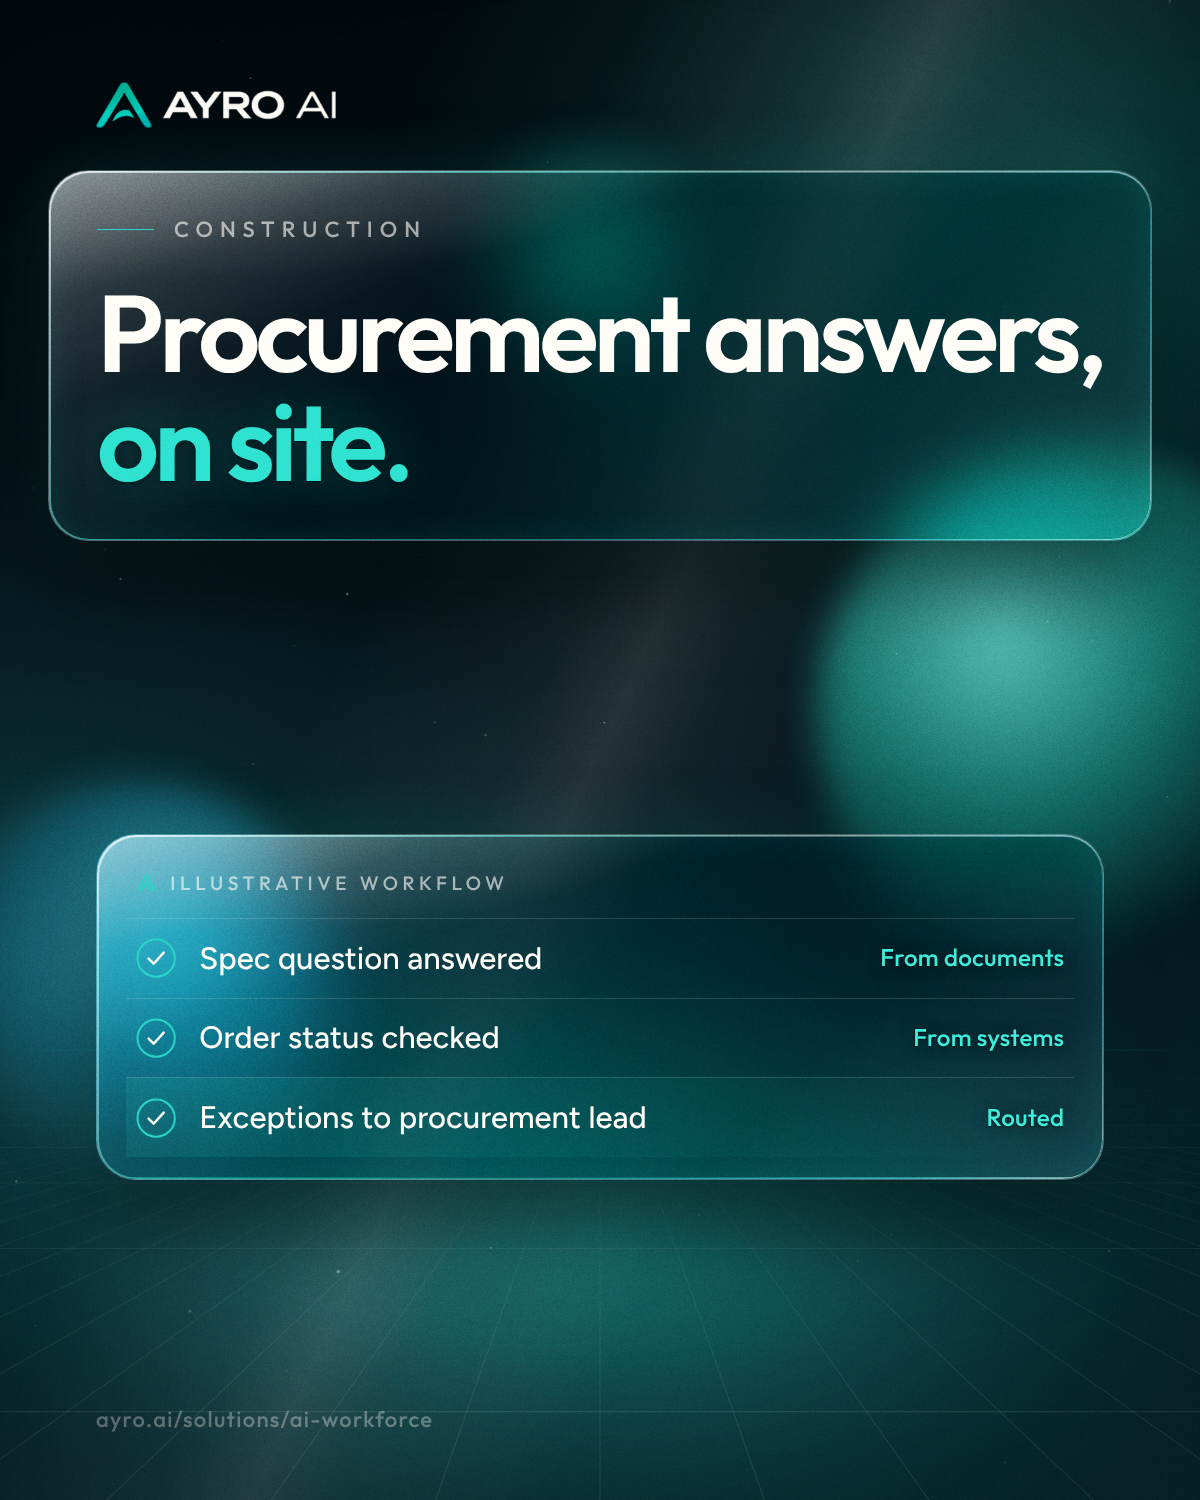 AYRO AI
CONSTRUCTION
Procurement answers,
on site.
ILLUSTRATIVE WORKFLOW
Spec question answered From documents
Order status checked From systems
Exceptions to procurement lead Routed
ayro.ai/solutions/ai-workforce